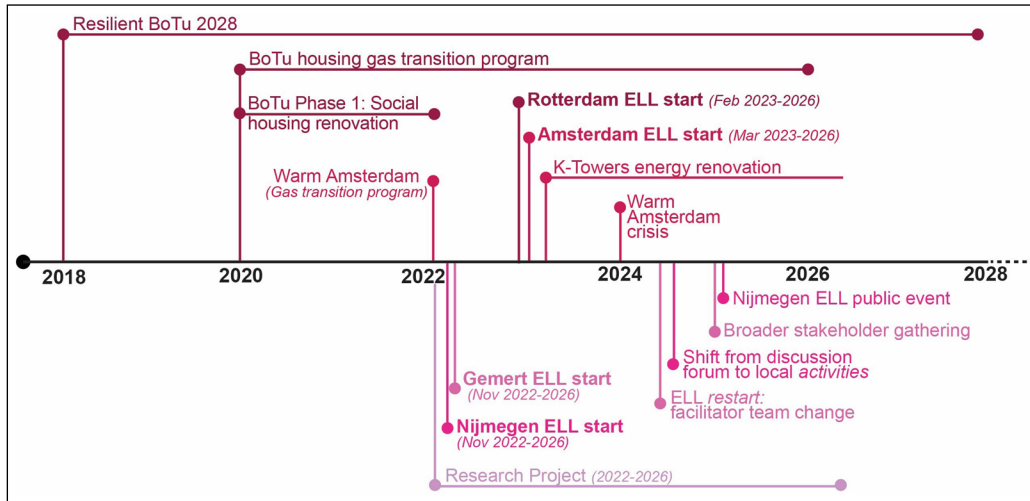 Resilient BoTu 2028
BoTu housing gas transition program
BoTu Phase 1: Social
housing renovation
Rotterdam ELL start (Feb 2023-2026)
Amsterdam ELL start (Mar 2023-2026)
K-Towers energy renovation
Warm Amsterdam
(Gas transition program)
Warm
Amsterdam
crisis
2018 2020 2022 2024 2026 2028
Nijmegen ELL public event
Broader stakeholder gathering
Shift from discussion
forum to local activities
Gemert ELL start
(Nov 2022-2026)
ELL restart:
facilitator team change
Nijmegen ELL start
(Nov 2022-2026)
Research Project (2022-2026)